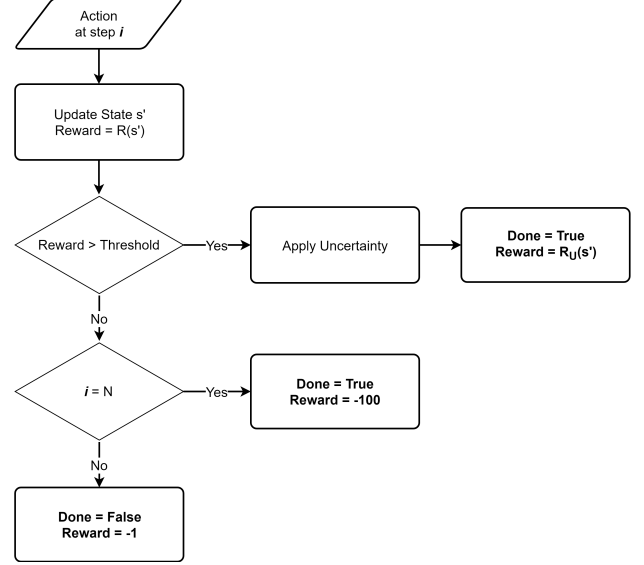 Action
at step i
Update State s'
Reward = R(s')
Reward > Threshold
Yes
Apply Uncertainty
Done = True
Reward = R_U(s')
No
i = N
Yes
Done = True
Reward = -100
No
Done = False
Reward = -1